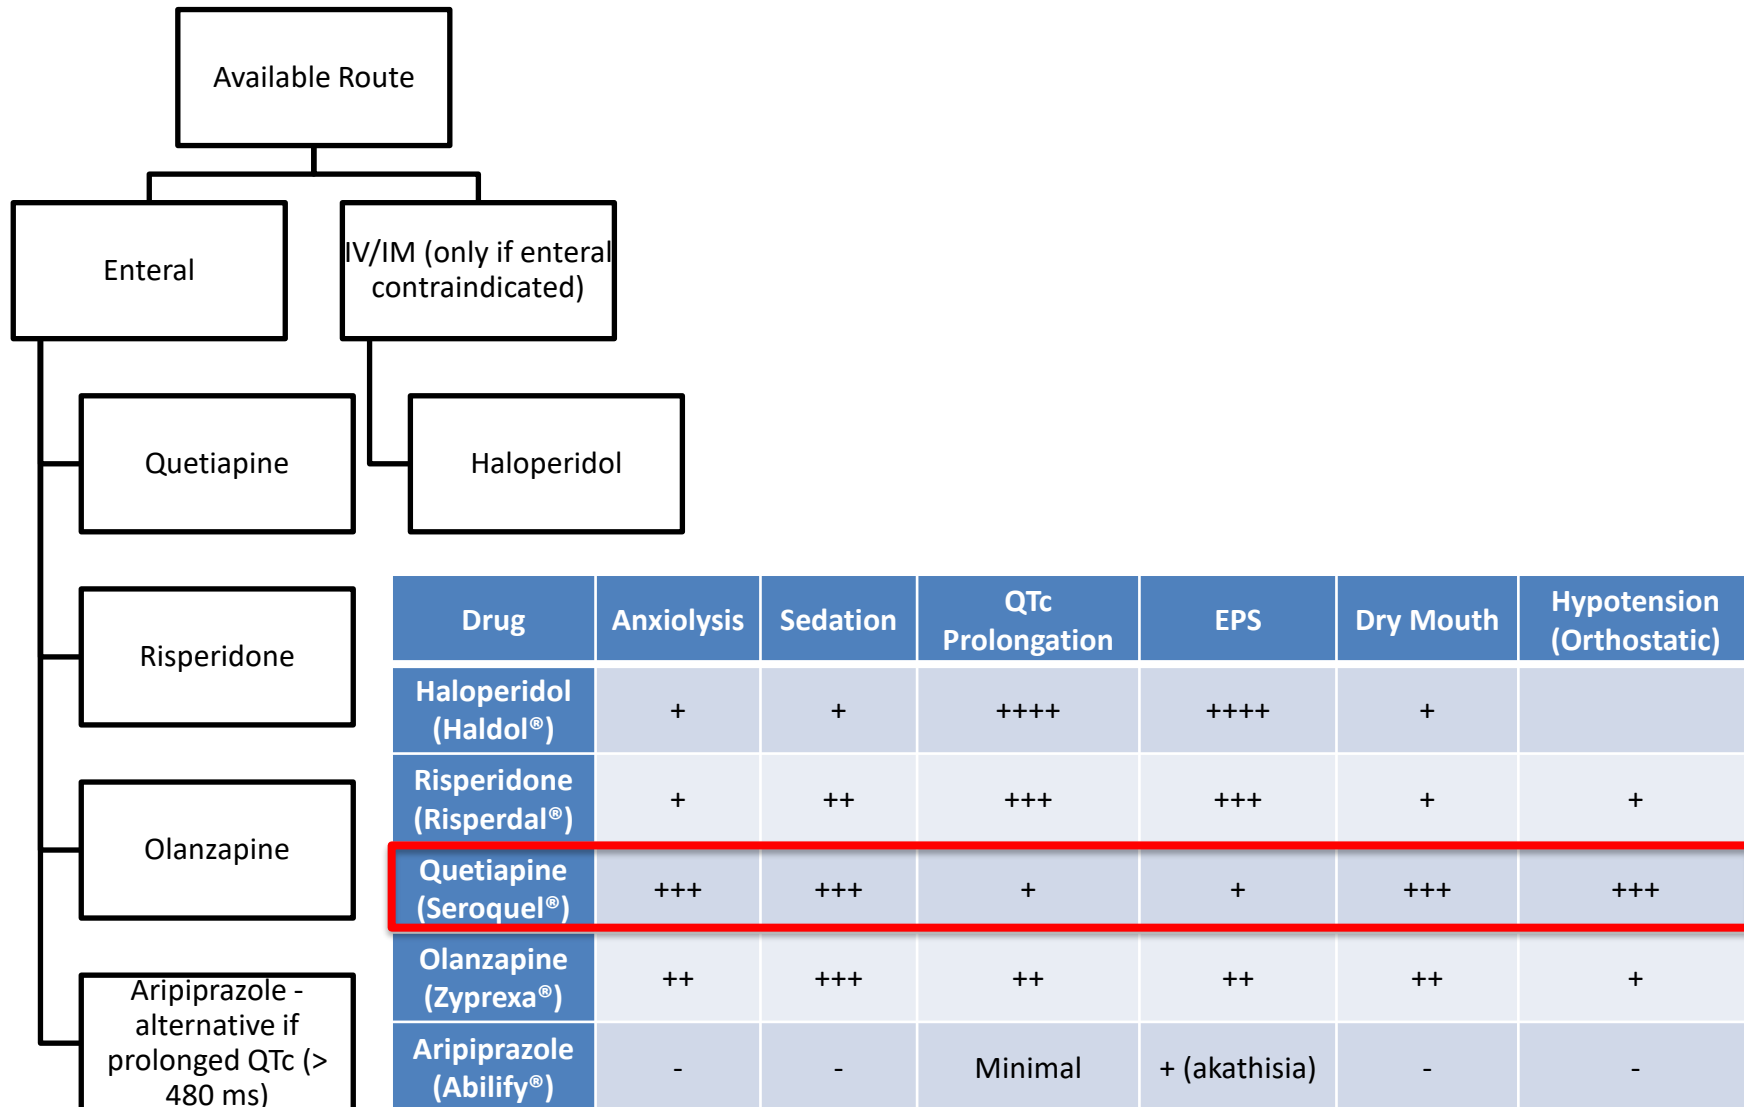 Available Route
Enteral
IV/IM (only if enteral
contraindicated)
Quetiapine
Haloperidol
Risperidone
Olanzapine
Aripiprazole -
alternative if
prolonged QTc (>
480 ms)
Drug Anxiolysis Sedation QTc Prolongation EPS Dry Mouth Hypotension (Orthostatic)
Haloperidol (Haldol®) + + ++++ ++++ +
Risperidone (Risperdal®) + ++ +++ +++ + +
Quetiapine (Seroquel®) +++ +++ + + +++ +++
Olanzapine (Zyprexa®) ++ +++ ++ ++ ++ +
Aripiprazole (Abilify®) - - Minimal + (akathisia) - -